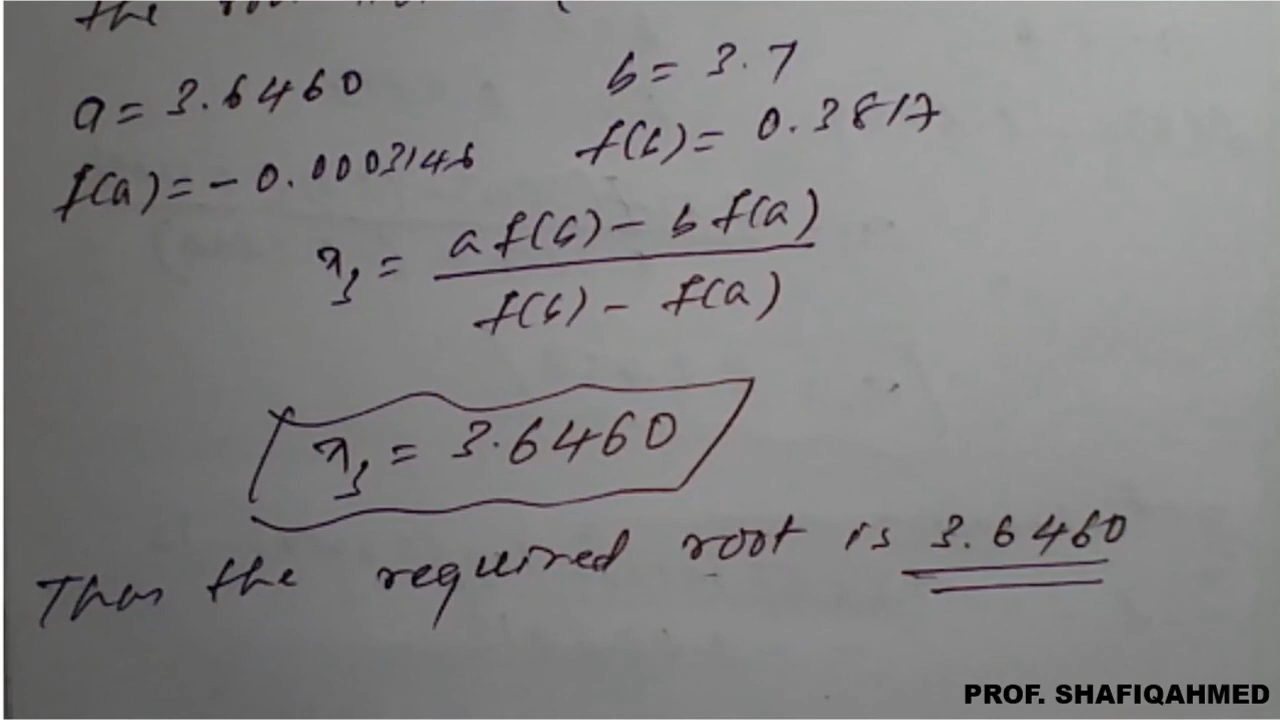 the
a = 3.6460 b = 3.7
f(a) = - 0.0003146 f(b) = 0.3817
x₃ = a f(b) - b f(a) / f(b) - f(a)
x₃ = 3.6460
Thus the required root is 3.6460
PROF. SHAFIQAHMED